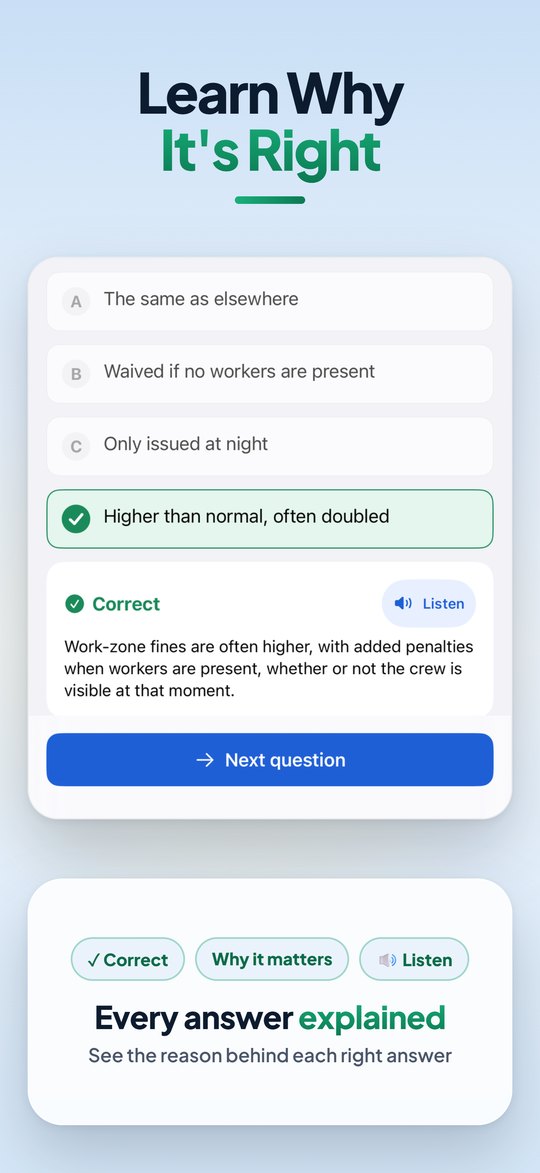 Learn Why
It's Right
A The same as elsewhere
B Waived if no workers are present
C Only issued at night
Higher than normal, often doubled
Correct
Listen
Work-zone fines are often higher, with added penalties
when workers are present, whether or not the crew is
visible at that moment.
→ Next question
✓ Correct
Why it matters
🔊 Listen
Every answer explained
See the reason behind each right answer